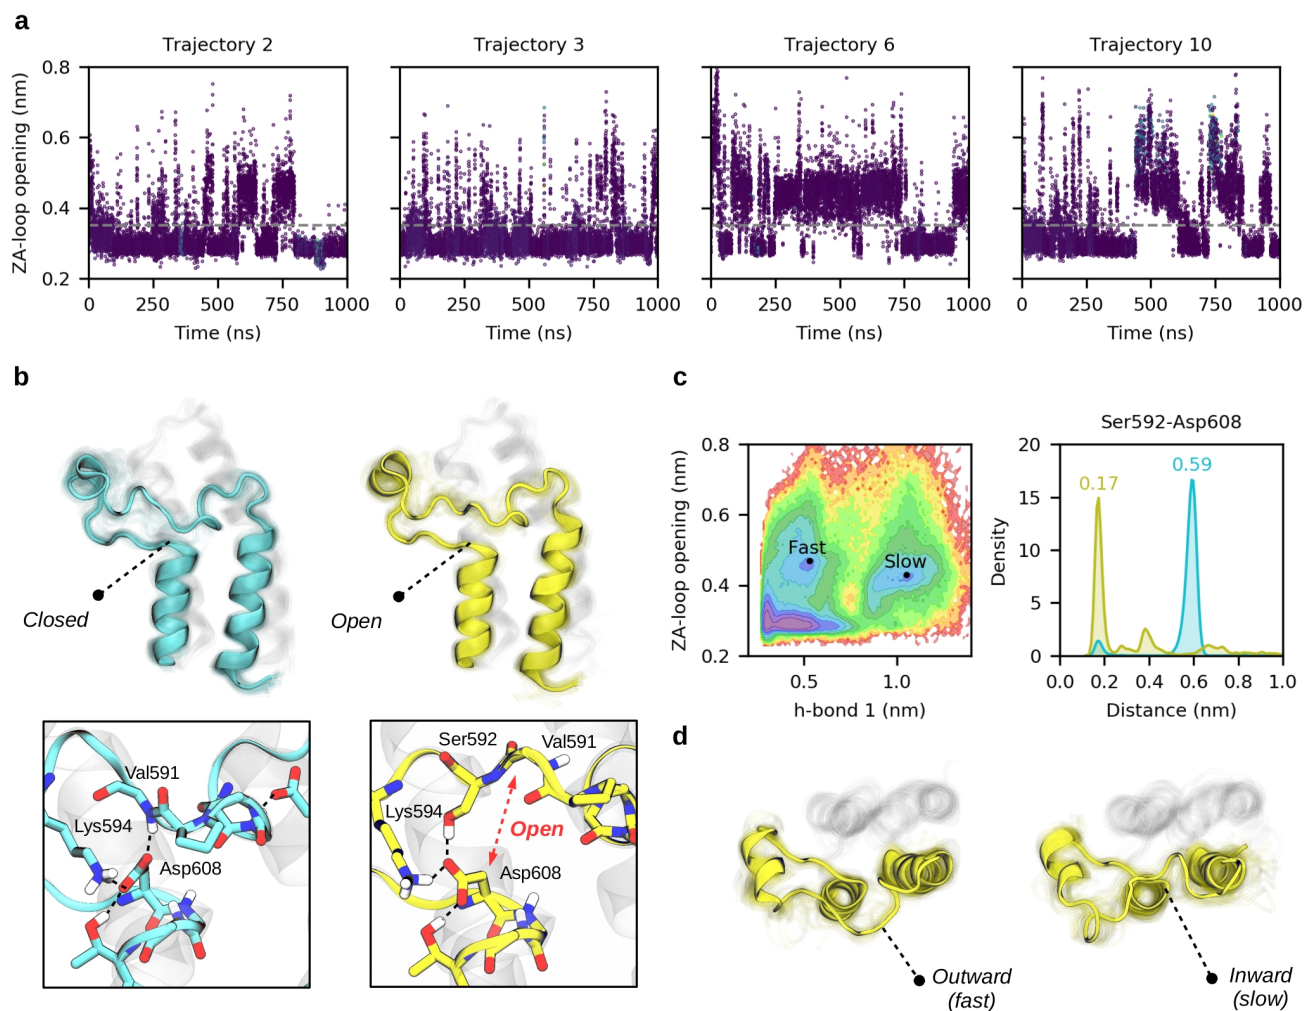 a
Trajectory 2
Trajectory 3
Trajectory 6
Trajectory 10
ZA-loop opening (nm)
0.8
0.6
0.4
0.2
0 250 500 750 1000
0 250 500 750 1000
0 250 500 750 1000
0 250 500 750 1000
Time (ns)
Time (ns)
Time (ns)
Time (ns)
b
Closed
Open
Val591
Lys594
Asp608
Ser592
Val591
Lys594
Open
Asp608
c
ZA-loop opening (nm)
0.8
0.6
0.4
0.2
Fast
Slow
0.5 1.0
h-bond 1 (nm)
Ser592-Asp608
Density
20
15
10
5
0
0.17
0.59
0.0 0.2 0.4 0.6 0.8 1.0
Distance (nm)
d
Outward
(fast)
Inward
(slow)